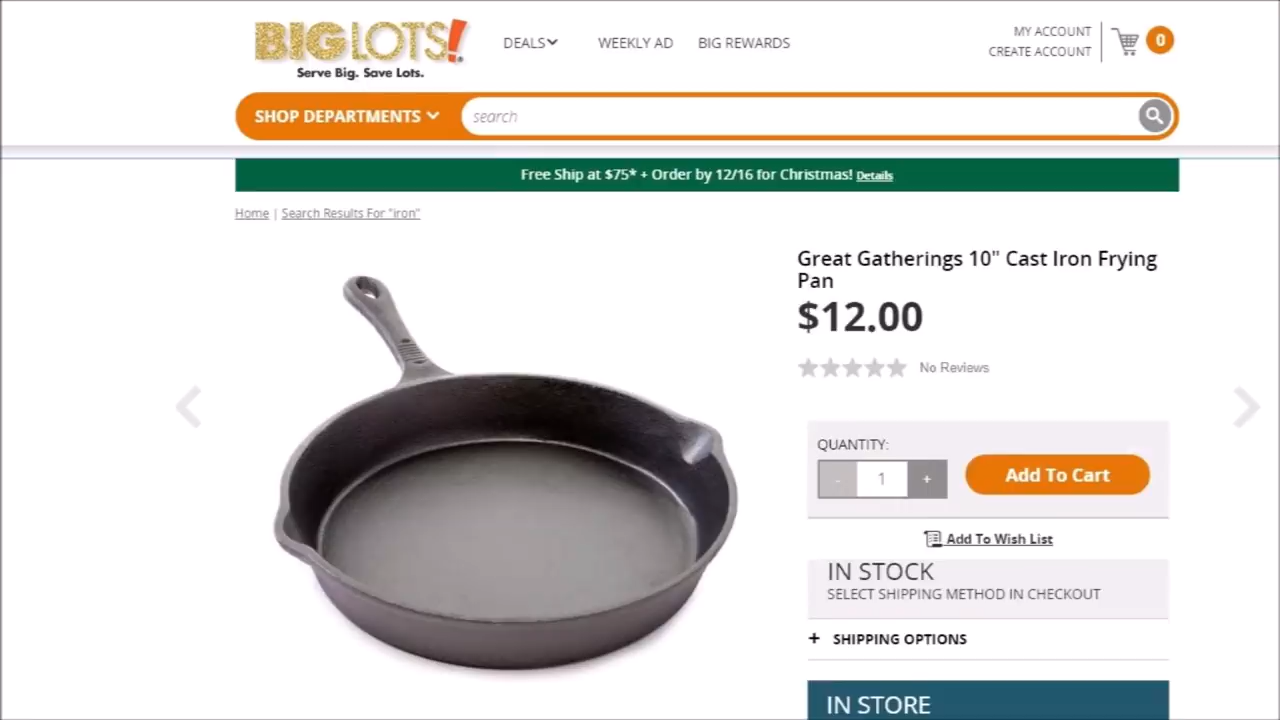 BIGLOTS!
Serve Big. Save Lots.
DEALS
WEEKLY AD
BIG REWARDS
MY ACCOUNT
CREATE ACCOUNT
0
SHOP DEPARTMENTS
search
Free Ship at $75* + Order by 12/16 for Christmas! Details
Home | Search Results For "iron"
Great Gatherings 10" Cast Iron Frying
Pan
$12.00
No Reviews
QUANTITY:
- 1 +
Add To Cart
Add To Wish List
IN STOCK
SELECT SHIPPING METHOD IN CHECKOUT
+ SHIPPING OPTIONS
IN STORE